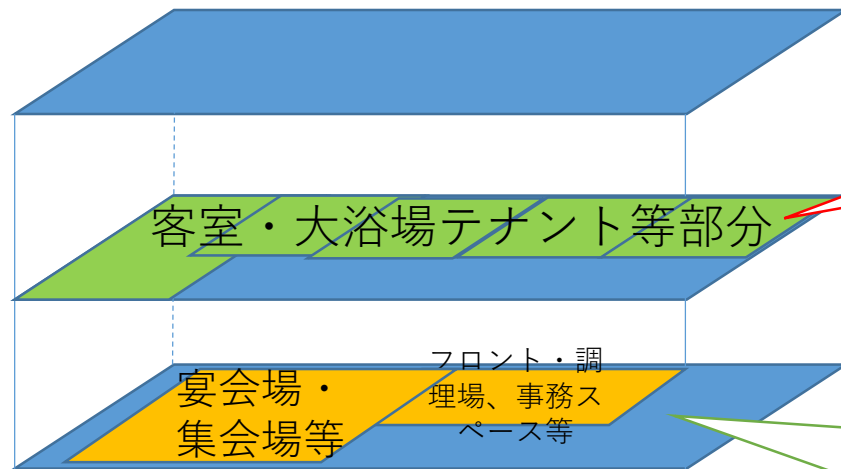 客室・大浴場テナント等部分
フロント・調
理場、事務ス
ペース等
宴会場・
集会場等